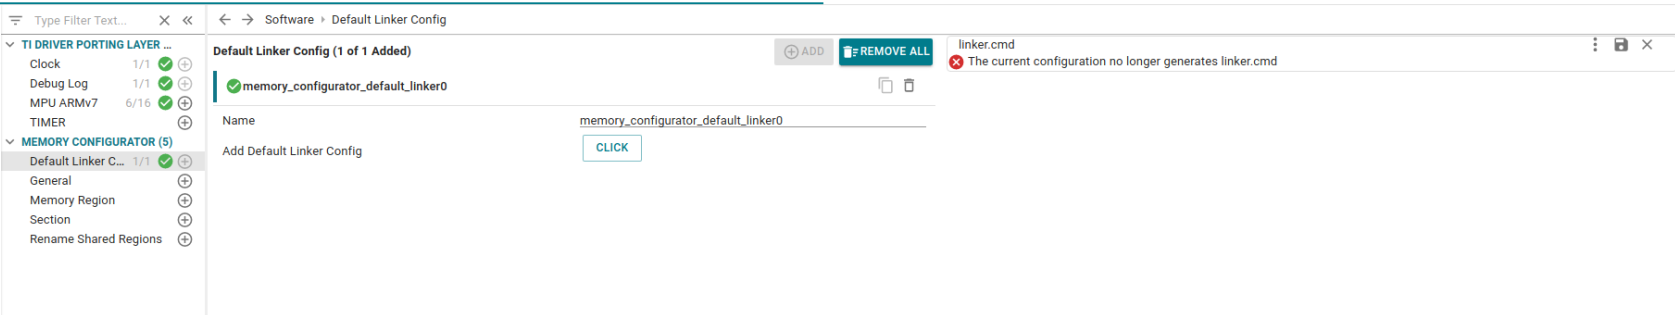 Type Filter Text...
TI DRIVER PORTING LAYER ...
Clock 1/1
Debug Log 1/1
MPU ARMv7 6/16
TIMER
MEMORY CONFIGURATOR (5)
Default Linker C... 1/1
General
Memory Region
Section
Rename Shared Regions
Software › Default Linker Config
Default Linker Config (1 of 1 Added)
ADD
REMOVE ALL
memory_configurator_default_linker0
Name memory_configurator_default_linker0
Add Default Linker Config CLICK
linker.cmd
The current configuration no longer generates linker.cmd